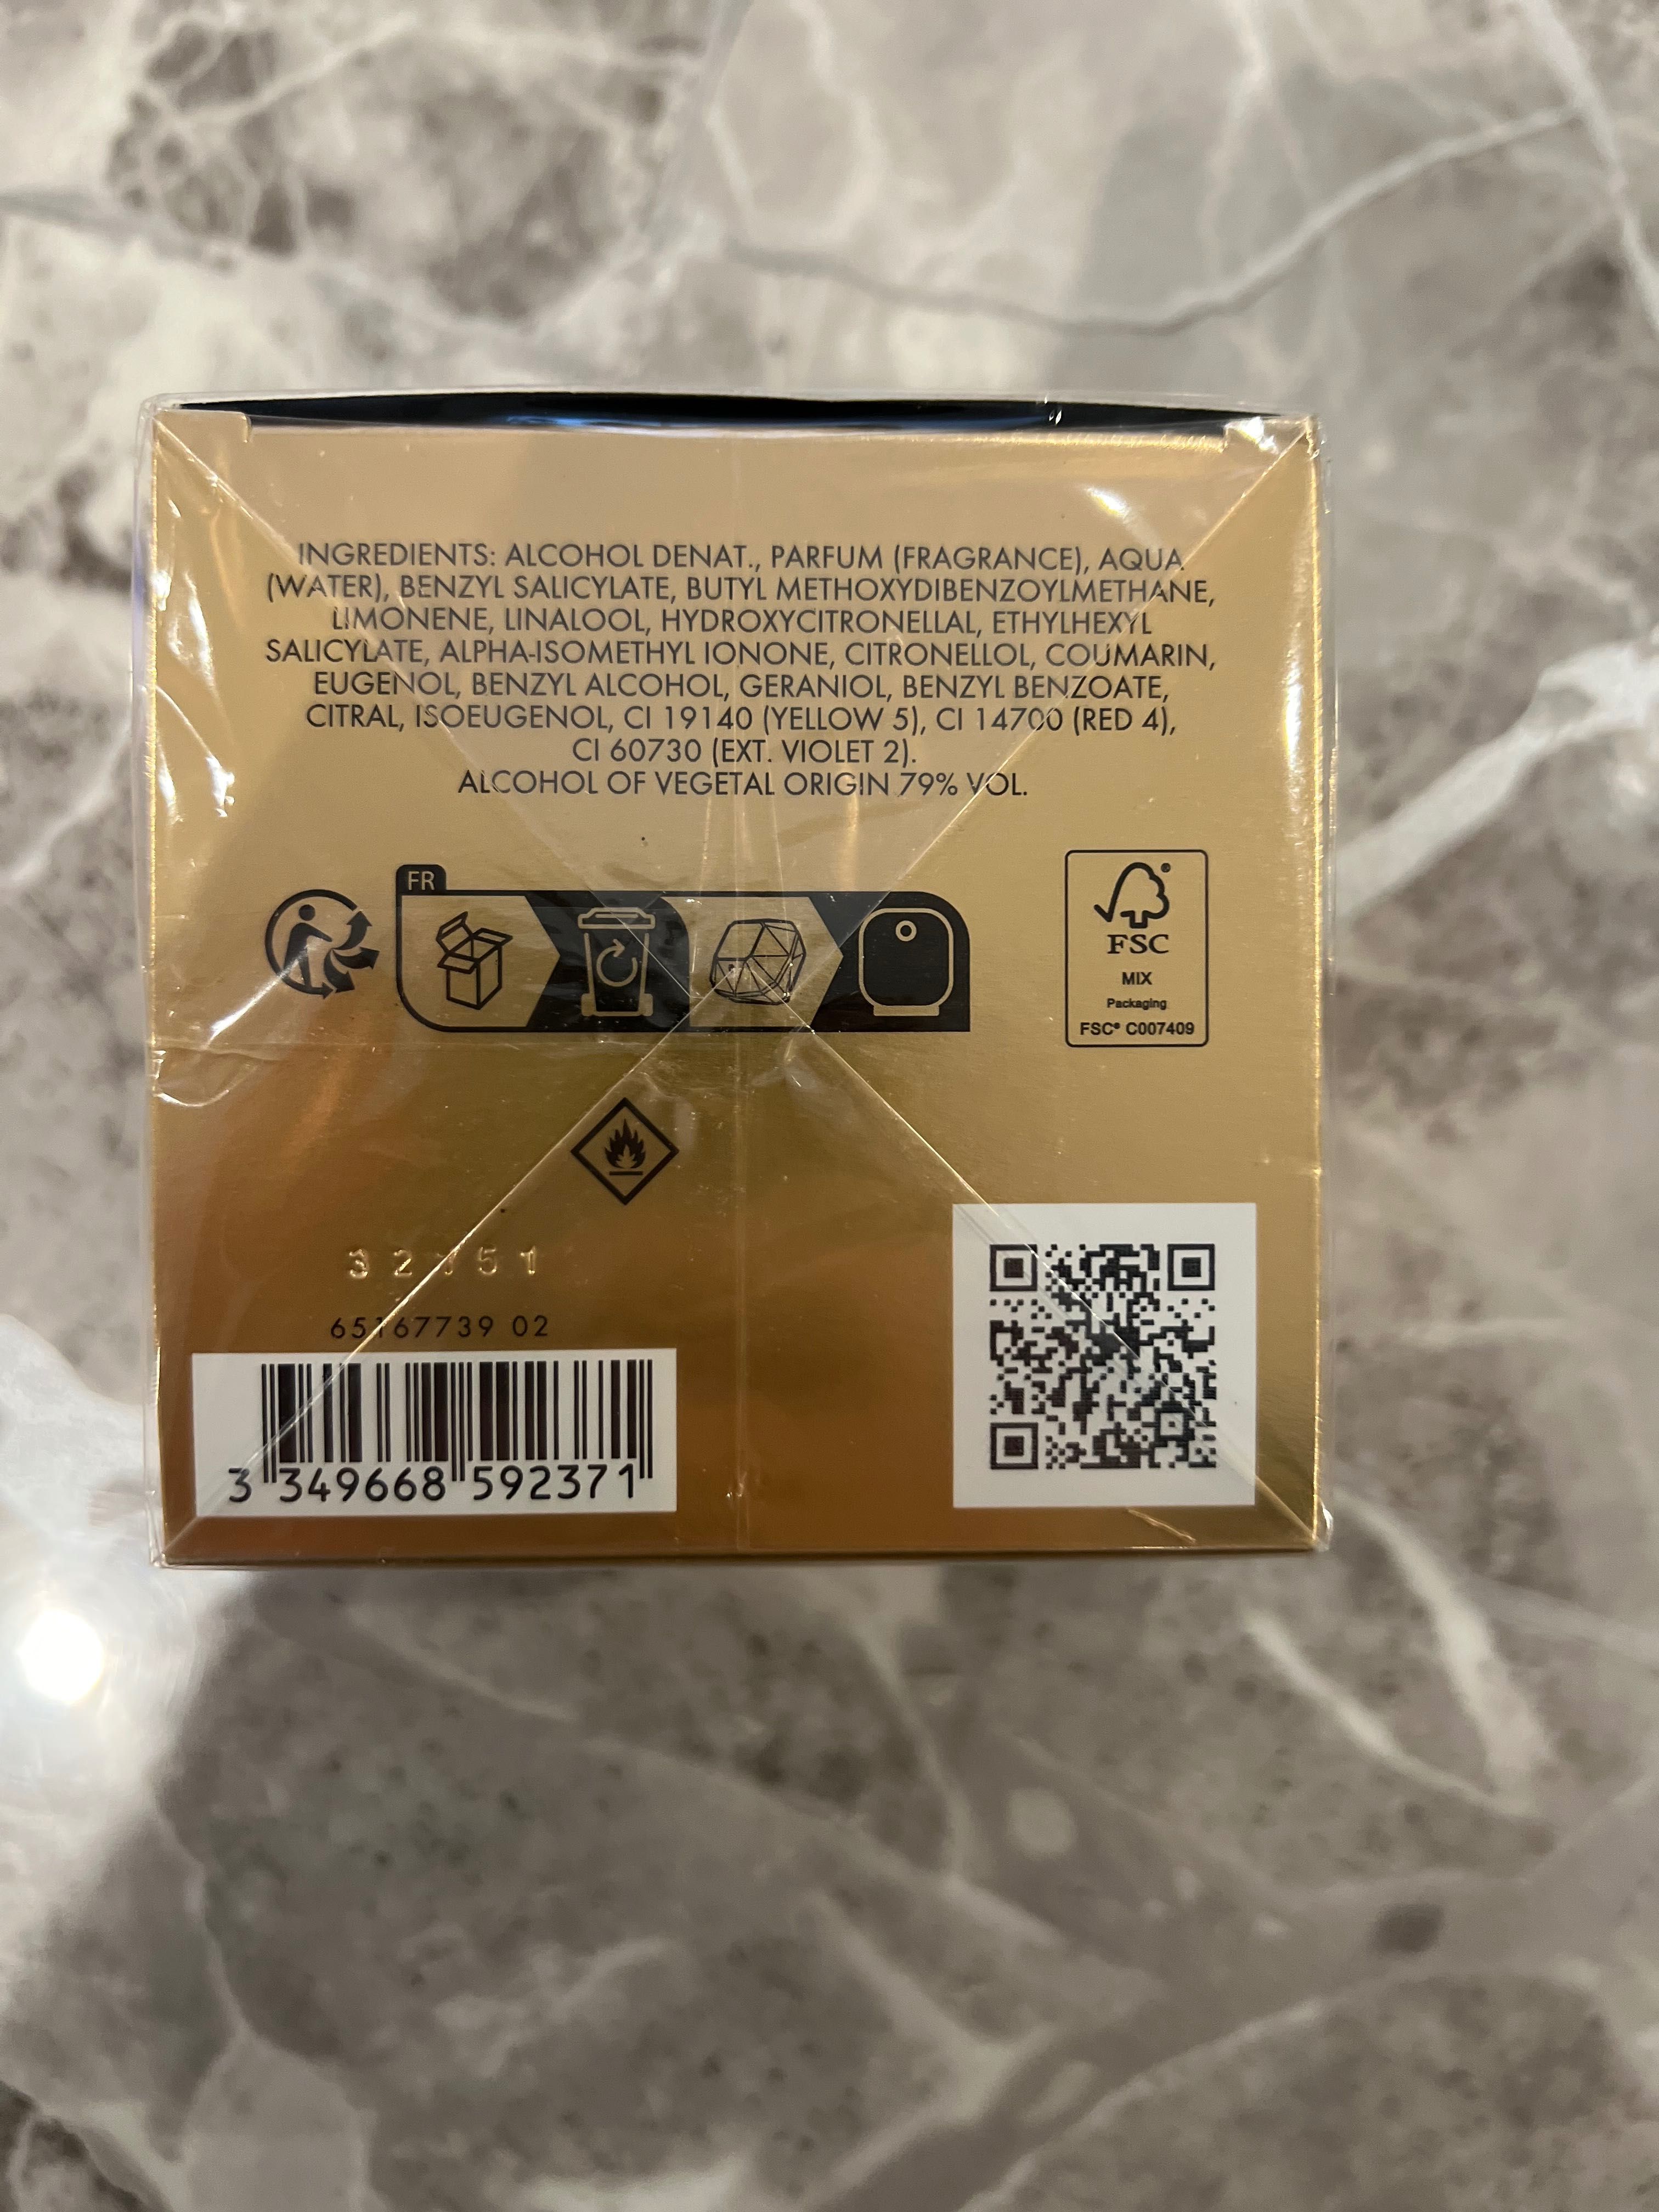 INGREDIENTS: ALCOHOL DENAT., PARFUM (FRAGRANCE), AQUA
(WATER), BENZYL SALICYLATE, BUTYL METHOXYDIBENZOYLMETHANE,
LIMONENE, LINALOOL, HYDROXYCITRONELLAL, ETHYLHEXYL
SALICYLATE, ALPHA-ISOMETHYL IONONE, CITRONELLOL, COUMARIN,
EUGENOL, BENZYL ALCOHOL, GERANIOL, BENZYL BENZOATE,
CITRAL, ISOEUGENOL, CI 19140 (YELLOW 5), CI 14700 (RED 4),
CI 60730 (EXT. VIOLET 2).
ALCOHOL OF VEGETAL ORIGIN 79% VOL.
FR
FSC
MIX
Packaging
FSC® C007409
32151
65167739 02
3 349668 592371